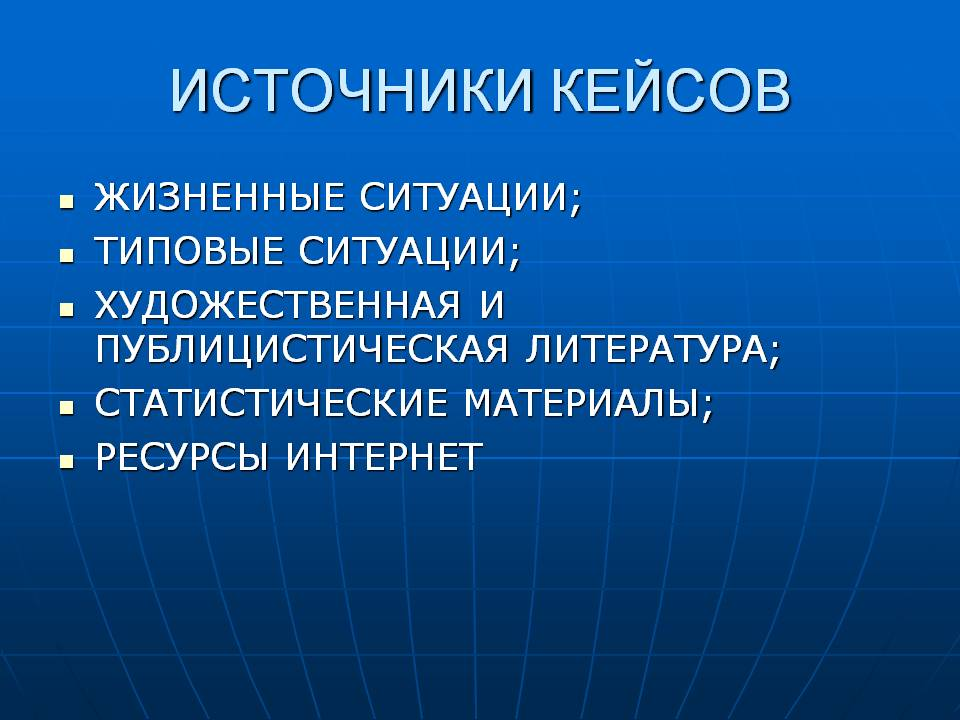 ИСТОЧНИКИ КЕЙСОВ
ЖИЗНЕННЫЕ СИТУАЦИИ;
ТИПОВЫЕ СИТУАЦИИ;
ХУДОЖЕСТВЕННАЯ И
ПУБЛИЦИСТИЧЕСКАЯ ЛИТЕРАТУРА;
СТАТИСТИЧЕСКИЕ МАТЕРИАЛЫ;
РЕСУРСЫ ИНТЕРНЕТ